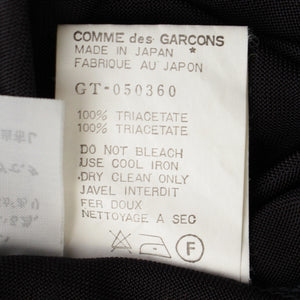 COMME des GARCONS
MADE IN JAPAN *
FABRIQUE AU JAPON
GT-050360
100% TRIACETATE
100% TRIACETATE
DO NOT BLEACH
USE COOL IRON
DRY CLEAN ONLY
JAVEL INTERDIT
FER DOUX
NETTOYAGE A SEC
F